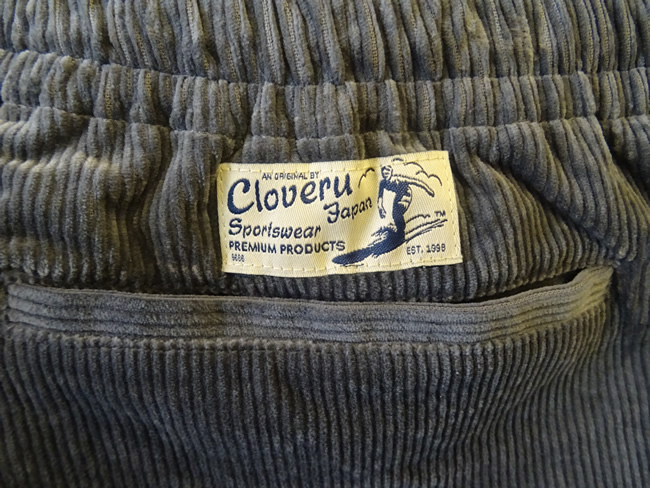 AN ORIGINAL BY
Cloveru
Japan
Sportswear
PREMIUM PRODUCTS
EST. 1998
TM